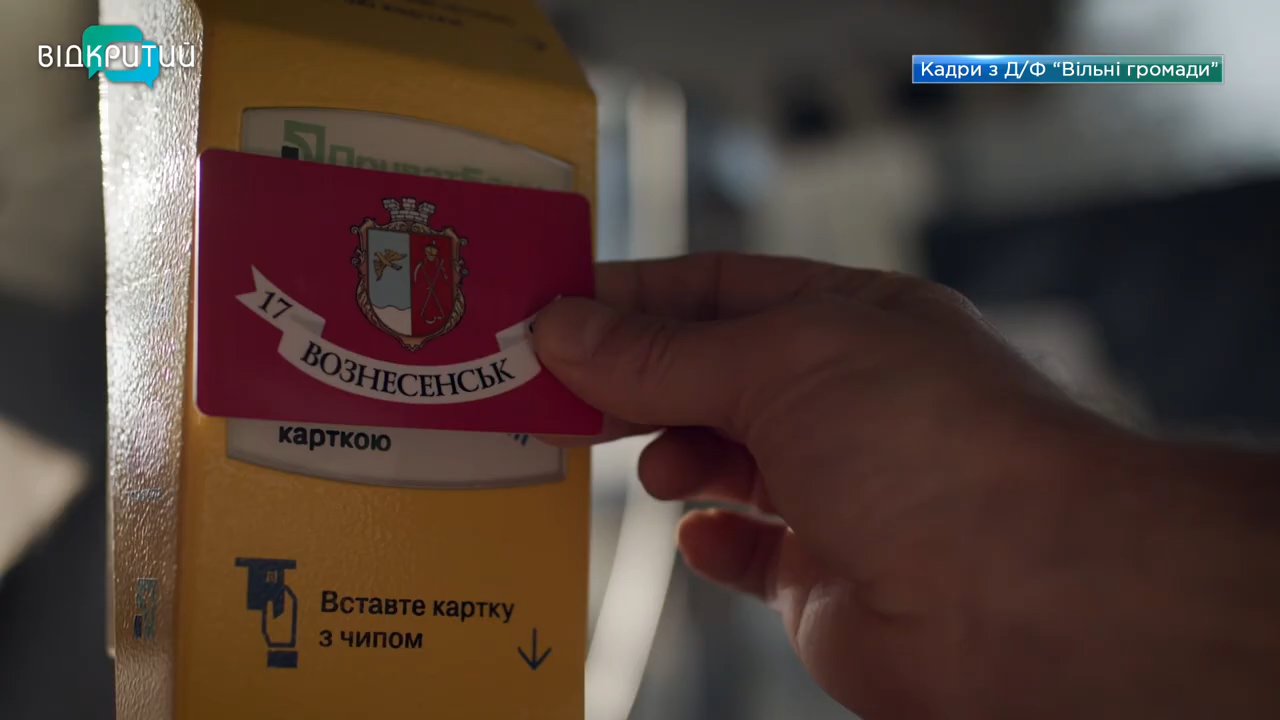 ВІДКРИТИЙ
Кадри з Д/Ф “Вільні громади”
17
ВОЗНЕСЕНСЬК
карткою
Вставте картку
з чипом